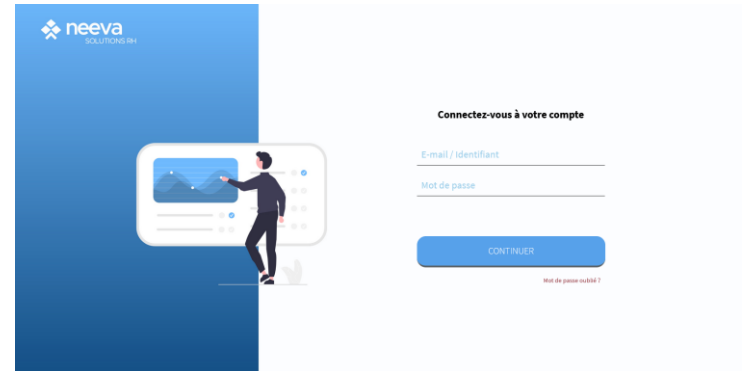 neeva
SOLUTIONS RH
Connectez-vous à votre compte
E-mail / Identifiant
Mot de passe
CONTINUER
Mot de passe oublié ?